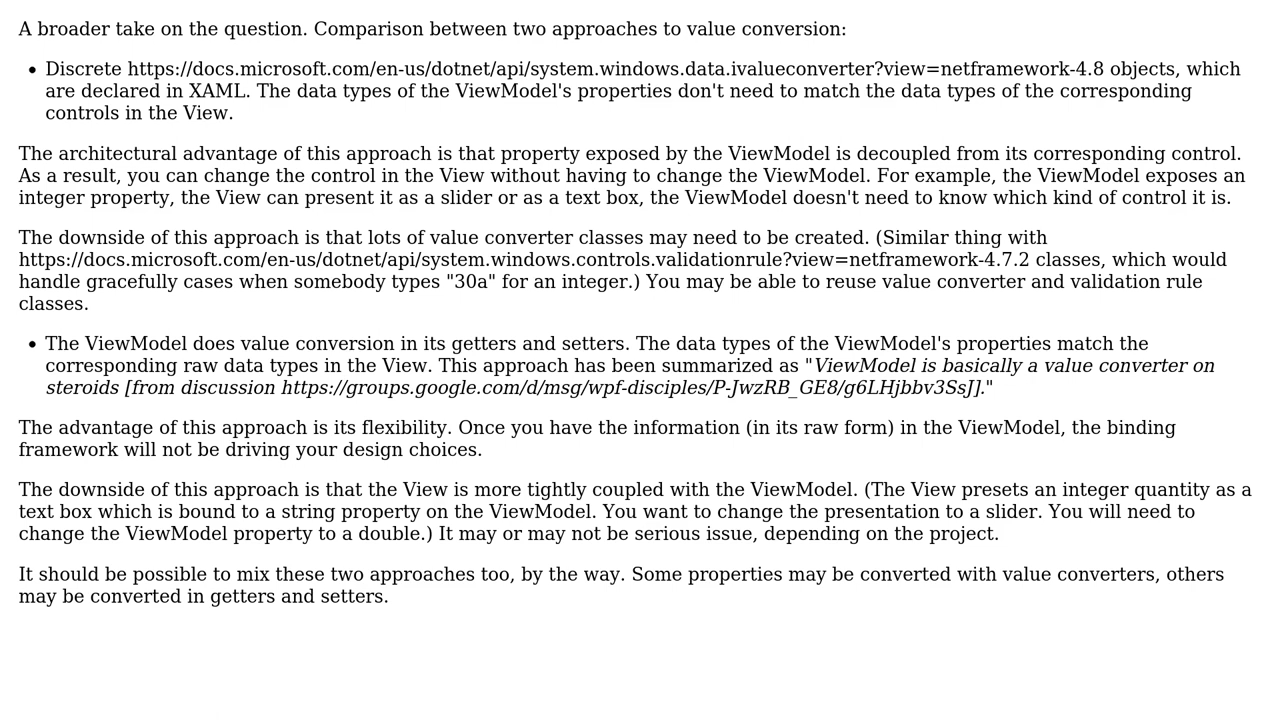 A broader take on the question. Comparison between two approaches to value conversion:
• Discrete https://docs.microsoft.com/en-us/dotnet/api/system.windows.data.ivalueconverter?view=netframework-4.8 objects, which
are declared in XAML. The data types of the ViewModel's properties don't need to match the data types of the corresponding
controls in the View.
The architectural advantage of this approach is that property exposed by the ViewModel is decoupled from its corresponding control.
As a result, you can change the control in the View without having to change the ViewModel. For example, the ViewModel exposes an
integer property, the View can present it as a slider or as a text box, the ViewModel doesn't need to know which kind of control it is.
The downside of this approach is that lots of value converter classes may need to be created. (Similar thing with
https://docs.microsoft.com/en-us/dotnet/api/system.windows.controls.validationrule?view=netframework-4.7.2 classes, which would
handle gracefully cases when somebody types "30a" for an integer.) You may be able to reuse value converter and validation rule
classes.
• The ViewModel does value conversion in its getters and setters. The data types of the ViewModel's properties match the
corresponding raw data types in the View. This approach has been summarized as "ViewModel is basically a value converter on
steroids [from discussion https://groups.google.com/d/msg/wpf-disciples/P-JwzRB_GE8/g6LHjbbv3SsJ]."
The advantage of this approach is its flexibility. Once you have the information (in its raw form) in the ViewModel, the binding
framework will not be driving your design choices.
The downside of this approach is that the View is more tightly coupled with the ViewModel. (The View presets an integer quantity as a
text box which is bound to a string property on the ViewModel. You want to change the presentation to a slider. You will need to
change the ViewModel property to a double.) It may or may not be serious issue, depending on the project.
It should be possible to mix these two approaches too, by the way. Some properties may be converted with value converters, others
may be converted in getters and setters.